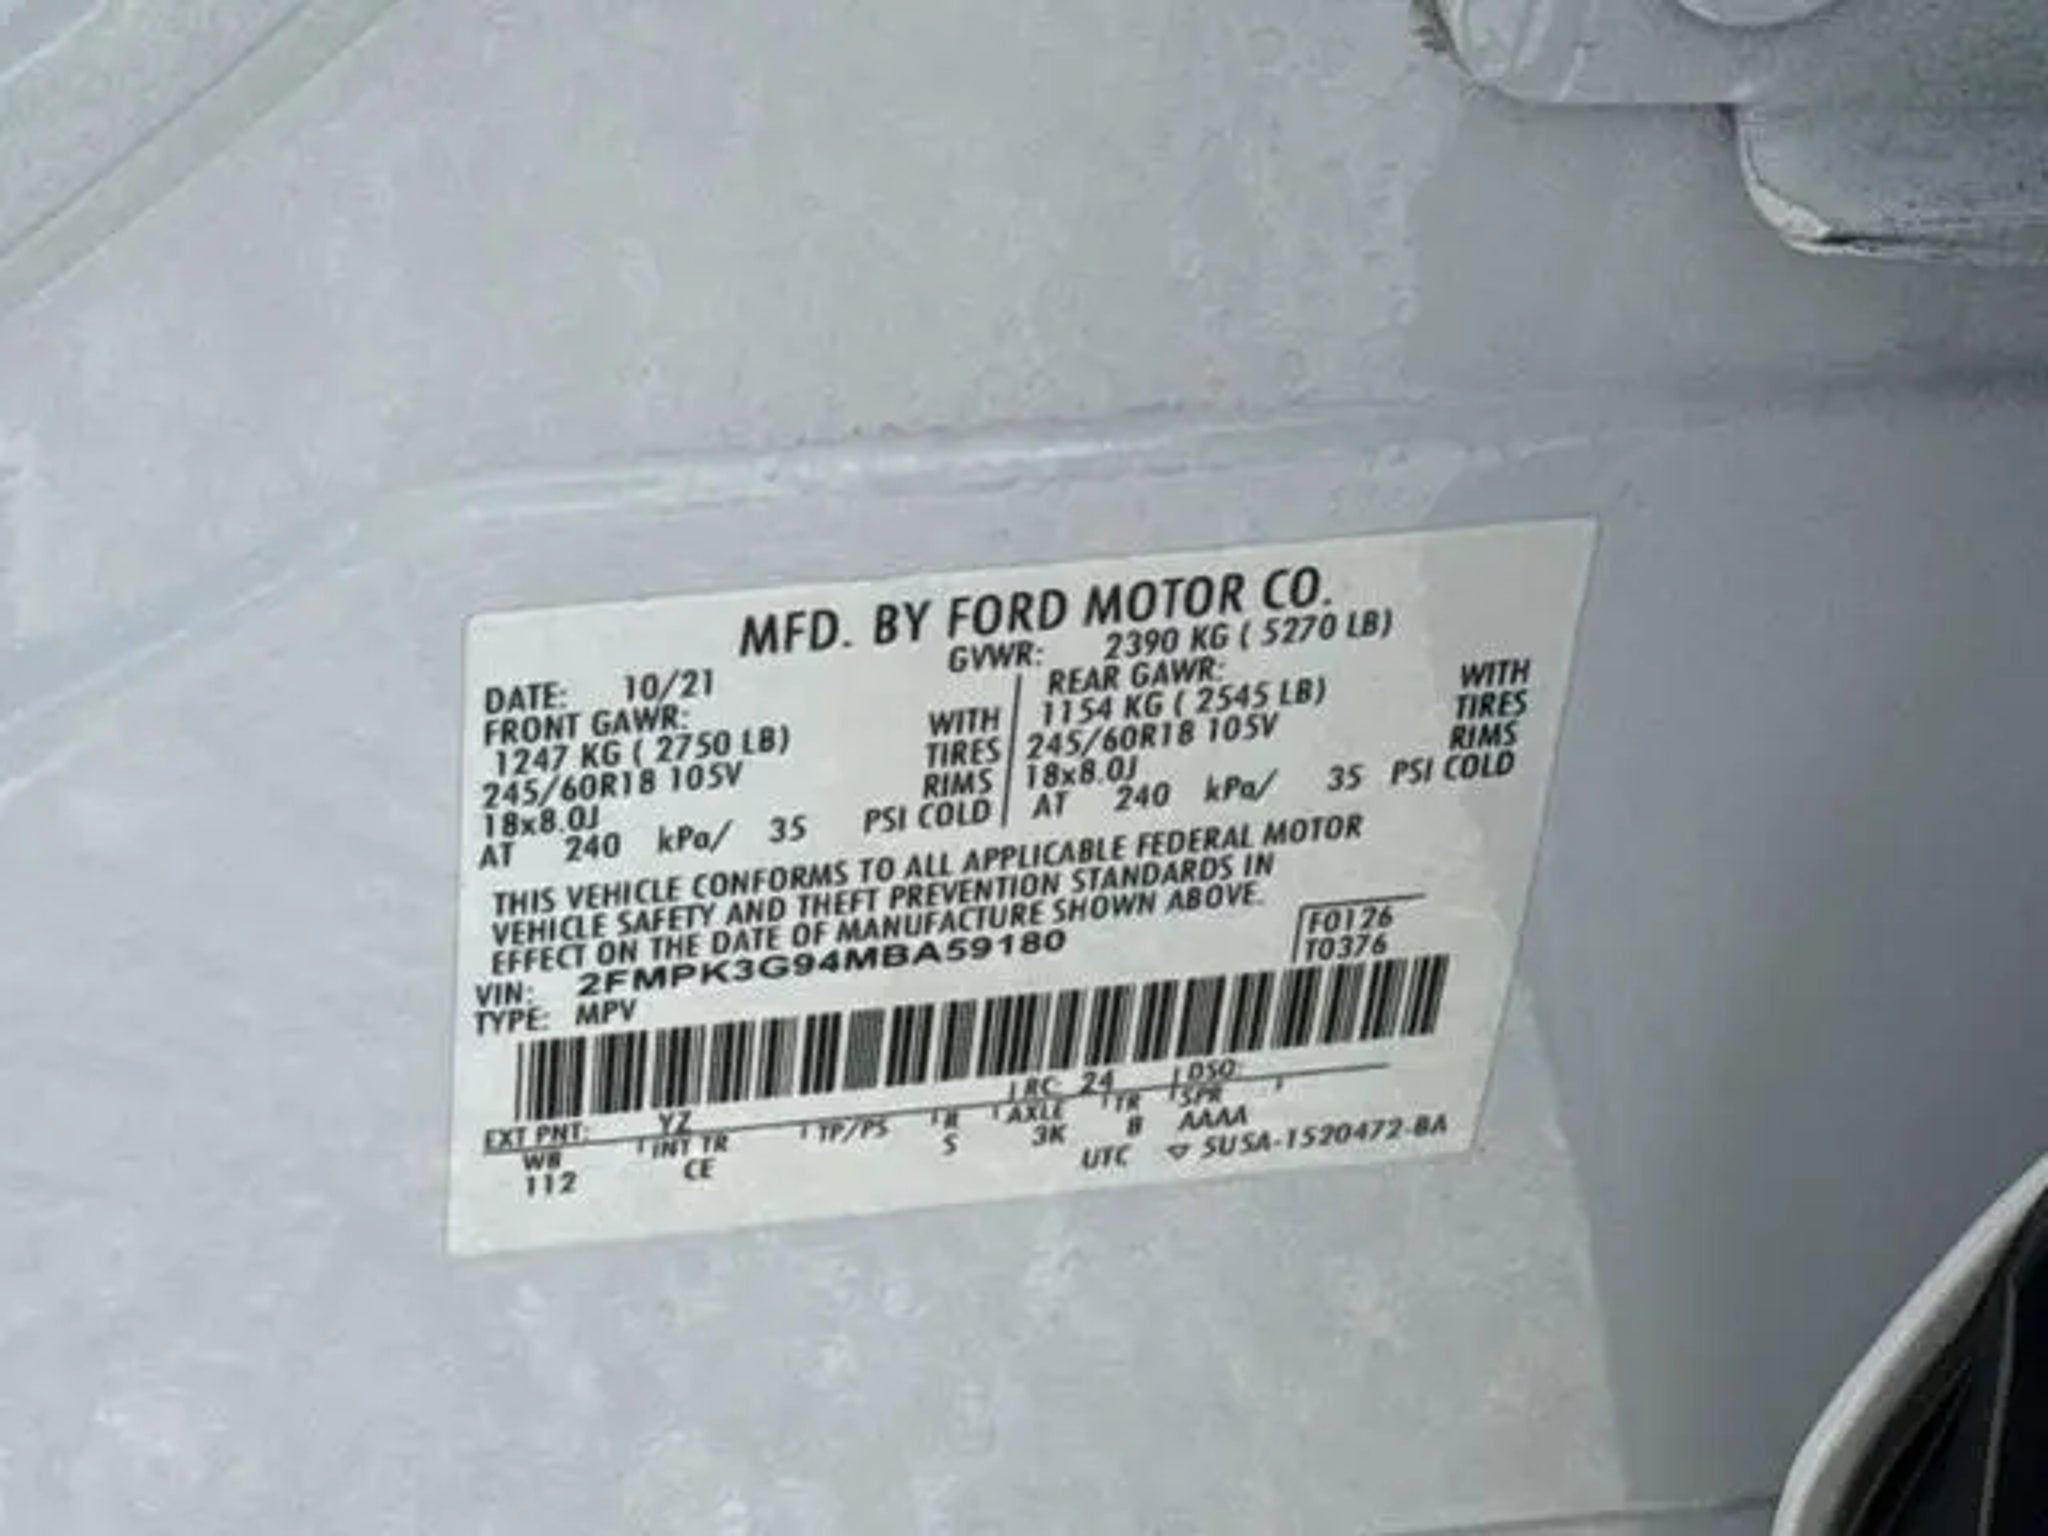 MFD. BY FORD MOTOR CO.
DATE: 10/21 GVWR: 2390 KG ( 5270 LB)
FRONT GAWR:
1247 KG ( 2750 LB) WITH
245/60R18 105V TIRES
18x8.0J RIMS
AT 240 kPa/ 35 PSI COLD
REAR GAWR:
1154 KG ( 2545 LB) WITH
245/60R18 105V TIRES
18x8.0J RIMS
AT 240 kPa/ 35 PSI COLD
THIS VEHICLE CONFORMS TO ALL APPLICABLE FEDERAL MOTOR
VEHICLE SAFETY AND THEFT PREVENTION STANDARDS IN
EFFECT ON THE DATE OF MANUFACTURE SHOWN ABOVE.
VIN: 2FMPK3G94MBA59180
TYPE: MPV
F0126
T0376
EXT PNT: YZ RC: 24 DSO:
WB INT TR TP/PS R AXLE TR SPR
112 CE S 3K B AAAA
UTC ▽ 5U5A-1520472-BA